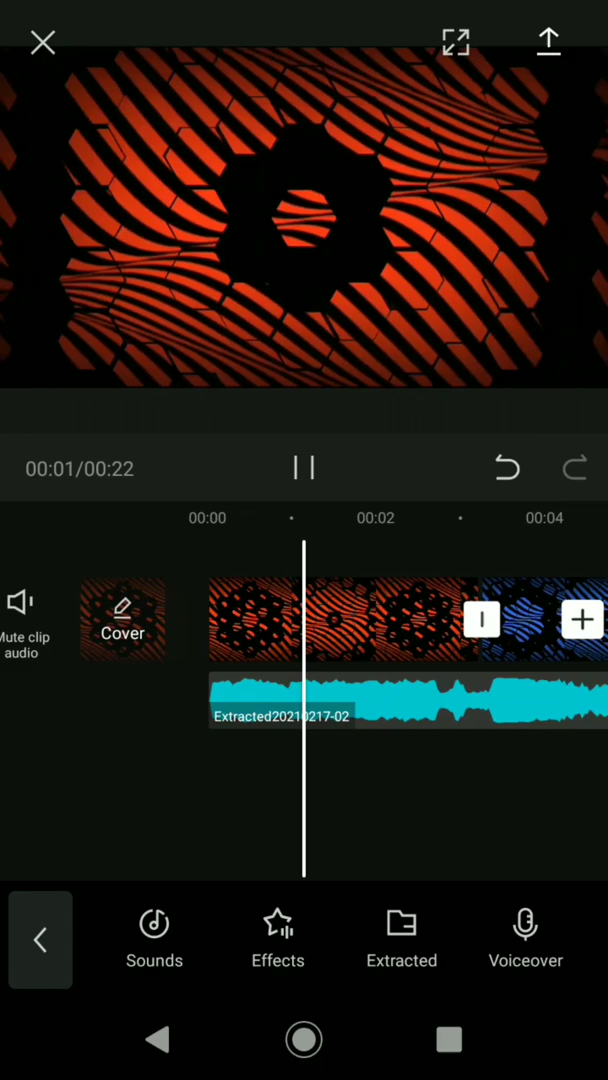 00:01/00:22
00:00
00:02
00:04
Mute clip
audio
Cover
Extracted20210217-02
Sounds
Effects
Extracted
Voiceover